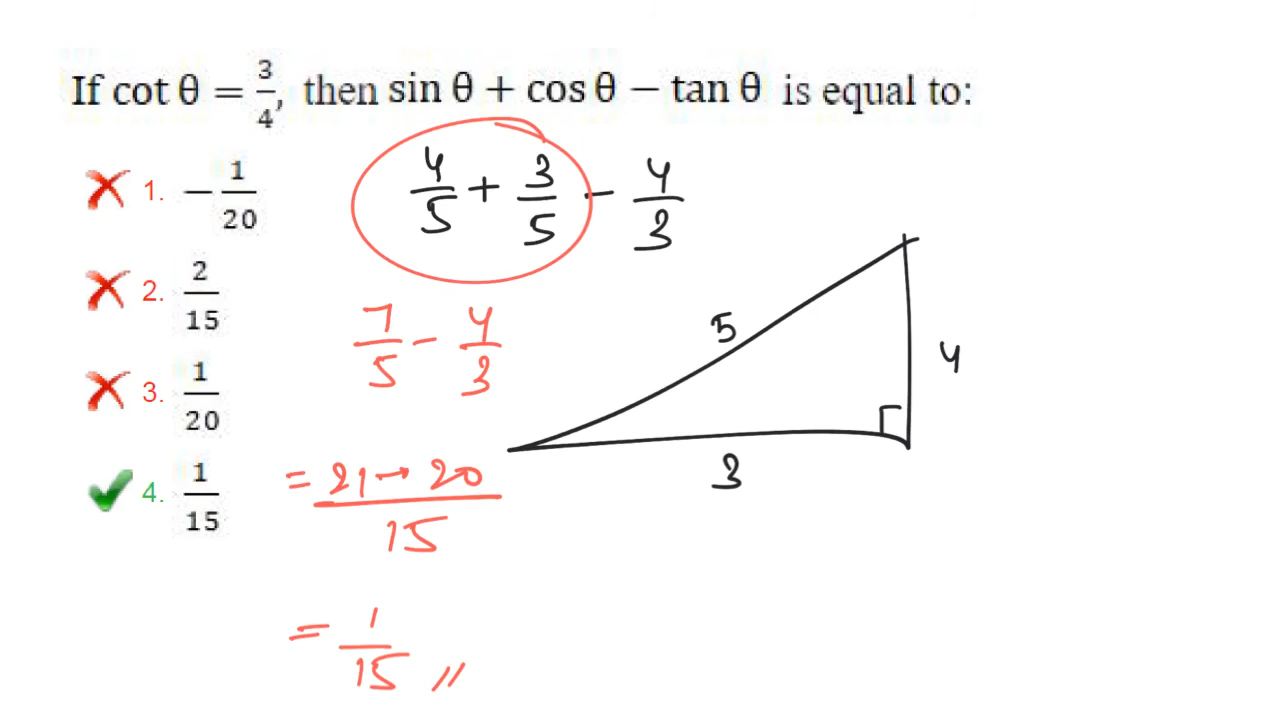 If cot θ = 3/4, then sin θ + cos θ − tan θ is equal to:
1. −1/20
4/5 + 3/5 − 4/3
2. 2/15
7/5 − 4/3
3. 1/20
4. 1/15
= 21 − 20 / 15
= 1/15 //
5
4
3